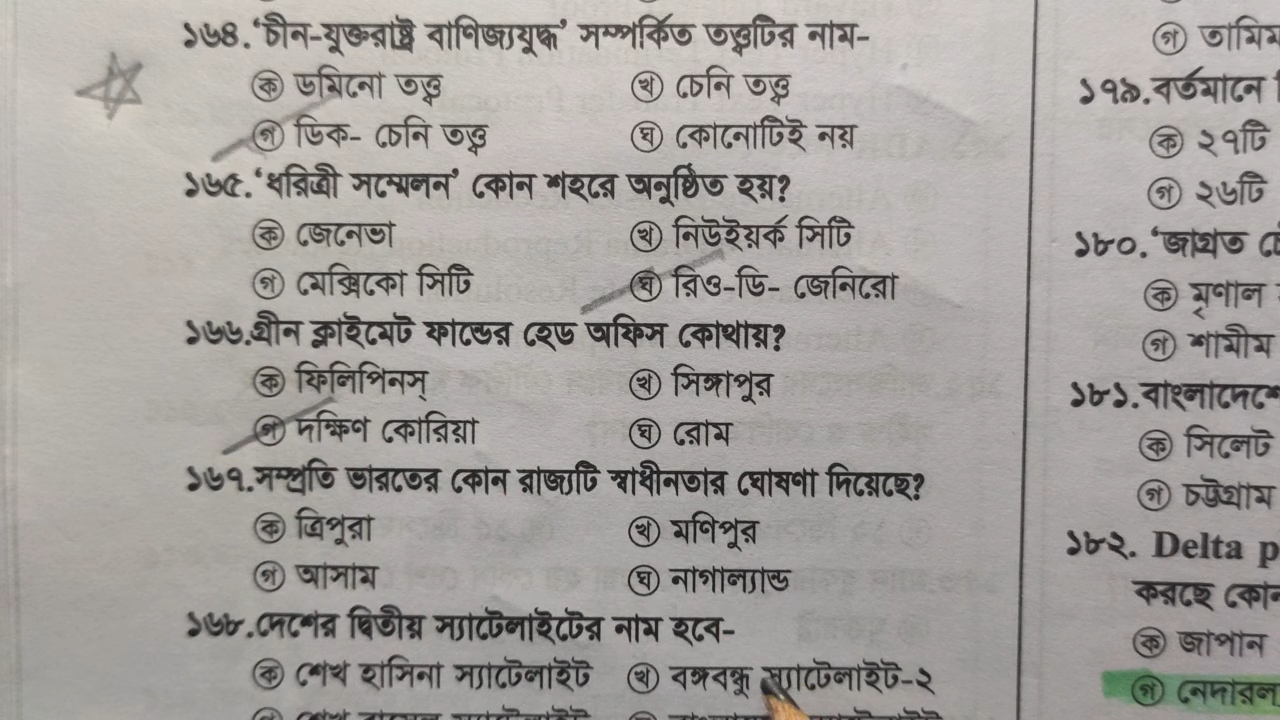 ১৬৪. ‘চীন-যুক্তরাষ্ট্র বাণিজ্যযুদ্ধ’ সম্পর্কিত তত্ত্বটির নাম-
ক ডমিনো তত্ত্ব খ চেনি তত্ত্ব
গ ডিক- চেনি তত্ত্ব ঘ কোনোটিই নয়
১৬৫. ‘ধরিত্রী সম্মেলন’ কোন শহরে অনুষ্ঠিত হয়?
ক জেনেভা খ নিউইয়র্ক সিটি
গ মেক্সিকো সিটি ঘ রিও-ডি- জেনিরো
১৬৬. গ্রীন ক্লাইমেট ফান্ডের হেড অফিস কোথায়?
ক ফিলিপিনস্ খ সিঙ্গাপুর
গ দক্ষিণ কোরিয়া ঘ রোম
১৬৭. সম্প্রতি ভারতের কোন রাজ্যটি স্বাধীনতার ঘোষণা দিয়েছে?
ক ত্রিপুরা খ মণিপুর
গ আসাম ঘ নাগাল্যান্ড
১৬৮. দেশের দ্বিতীয় স্যাটেলাইটের নাম হবে-
ক শেখ হাসিনা স্যাটেলাইট খ বঙ্গবন্ধু স্যাটেলাইট-২
গ তামিম
১৭৯. বর্তমানে
ক ২৭টি
গ ২৬টি
১৮০. ‘জাগ্রত
ক মৃণাল
গ শামীম
১৮১. বাংলাদেশে
ক সিলেট
গ চট্টগ্রাম
১৮২. Delta p
করছে কোন
ক জাপান
গ নেদারল